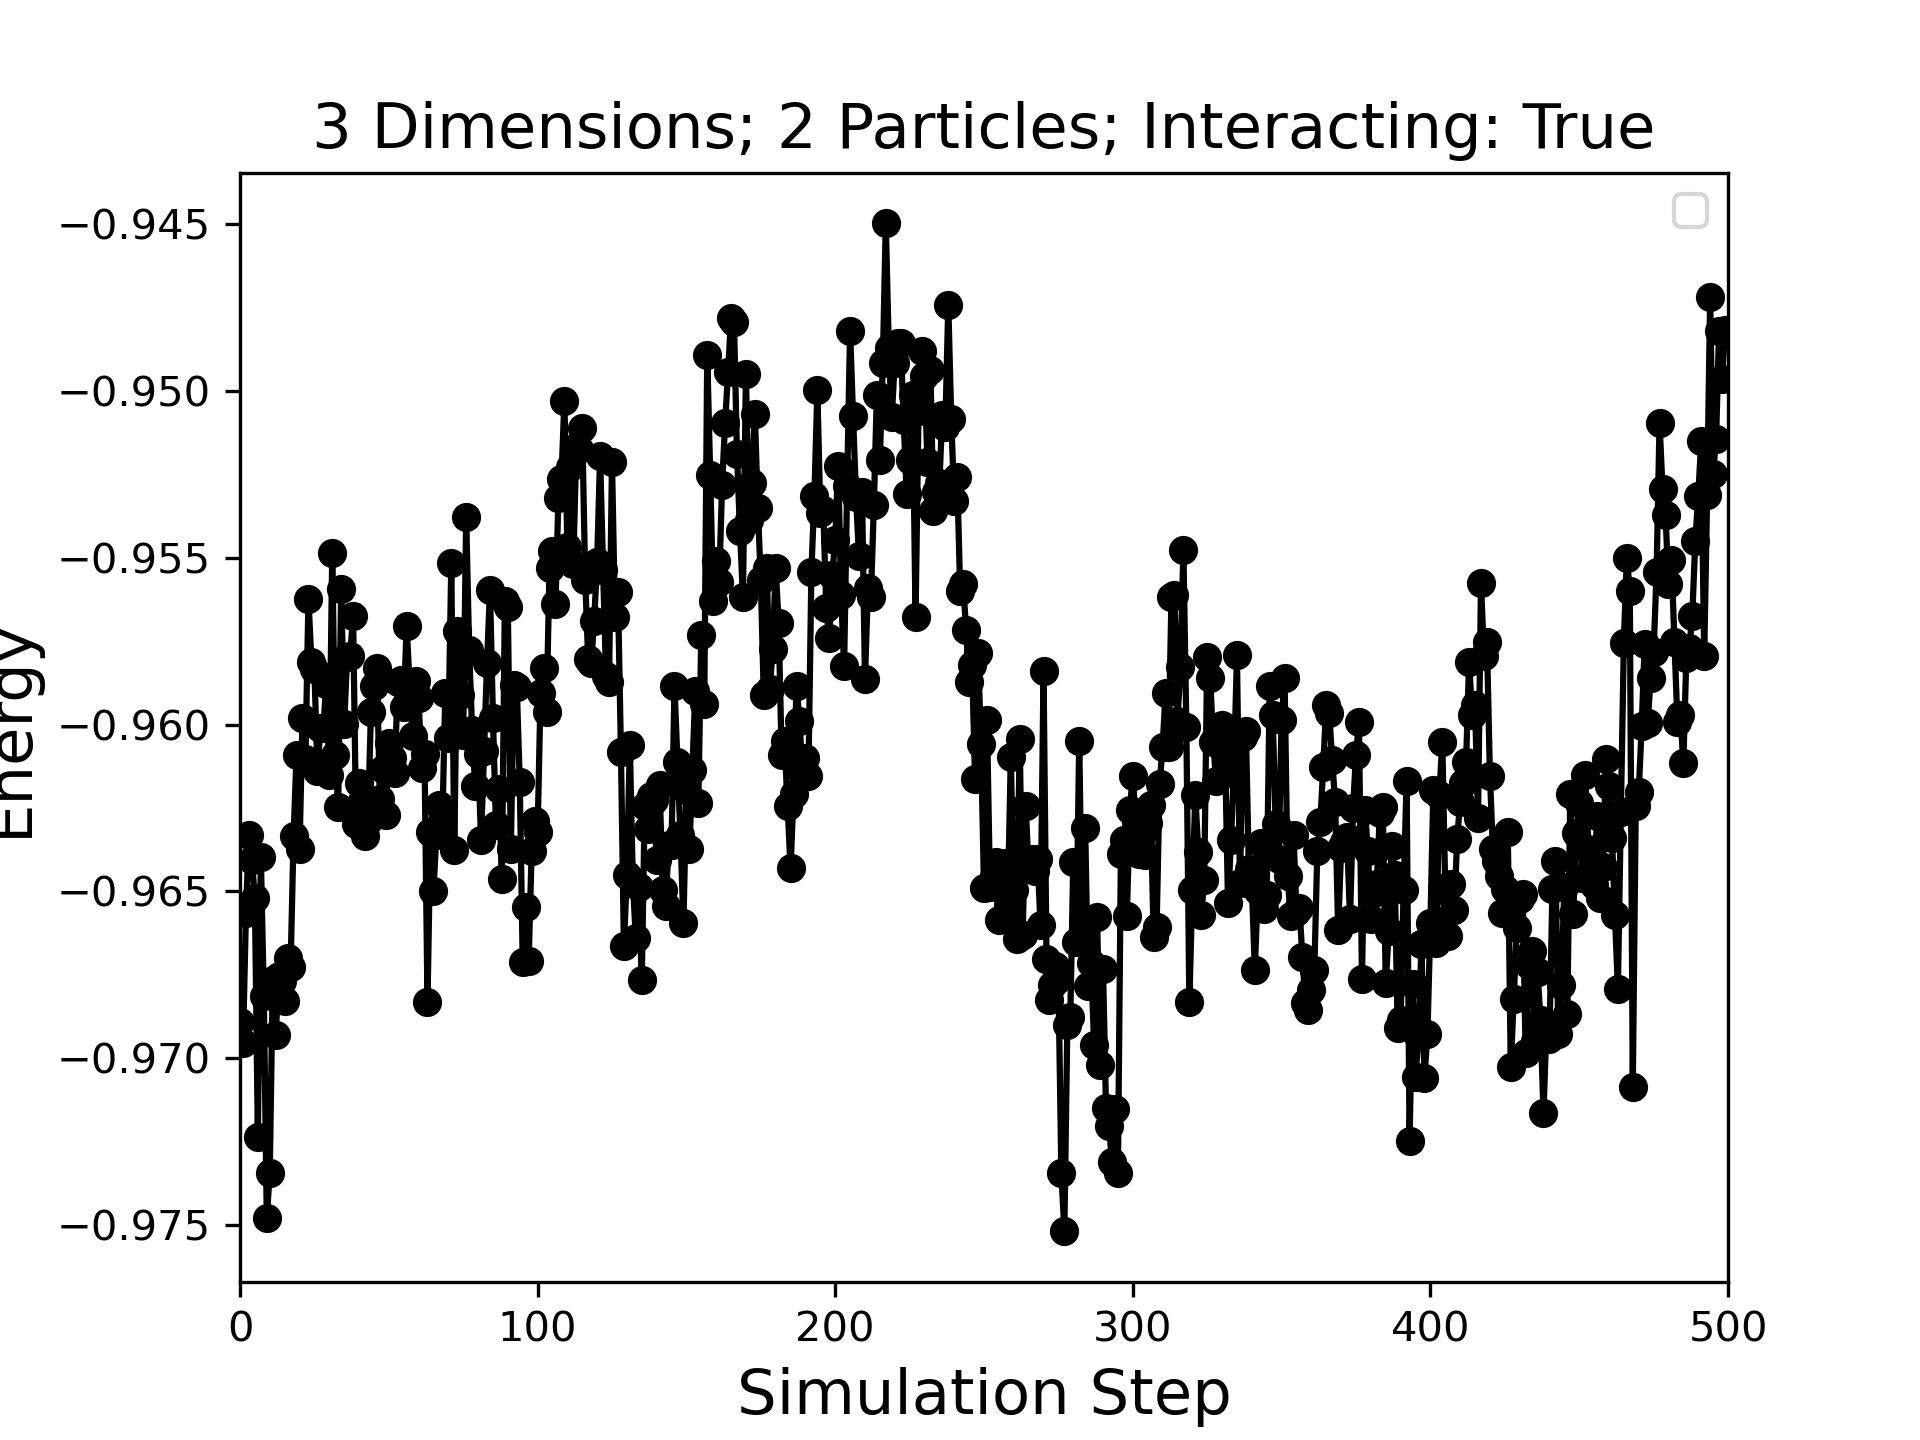 3 Dimensions; 2 Particles; Interacting: True
−0.945
−0.950
−0.955
−0.960
−0.965
−0.970
−0.975
Energy
0 100 200 300 400 500
Simulation Step